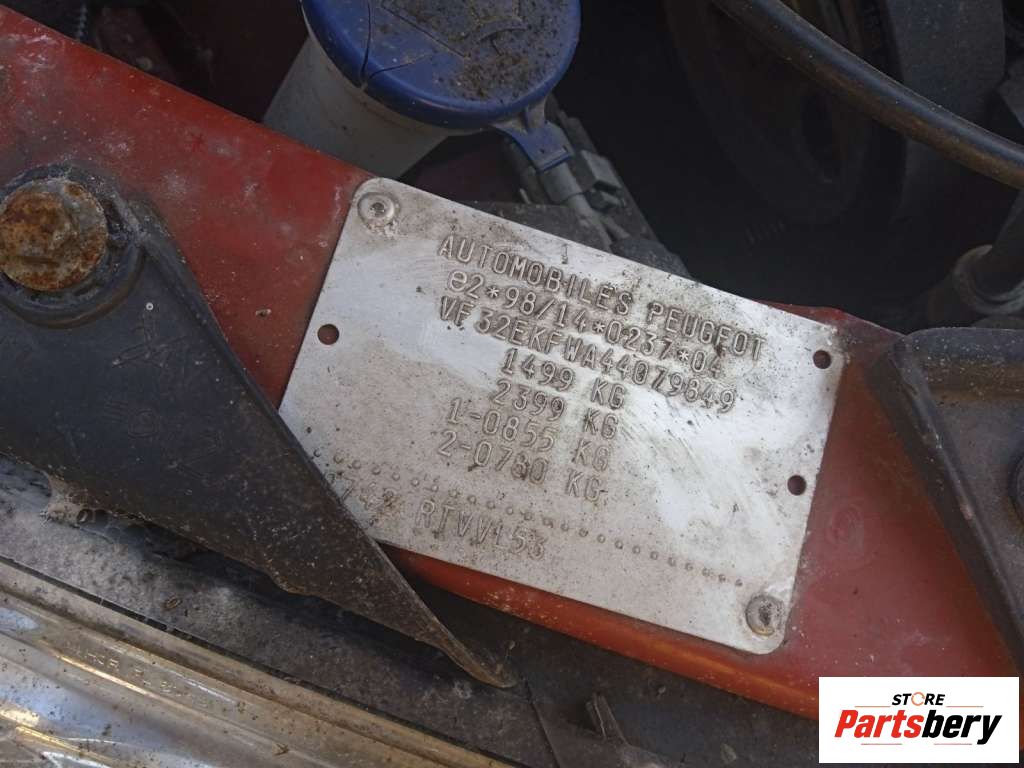 AUTOMOBILES PEUGEOT
e2*98/14*0237*04
VF32EKFWA44079849
1499 KG
2399 KG
1-0855 KG
2-0780 KG
RTVVL53
STORE
Partsbery